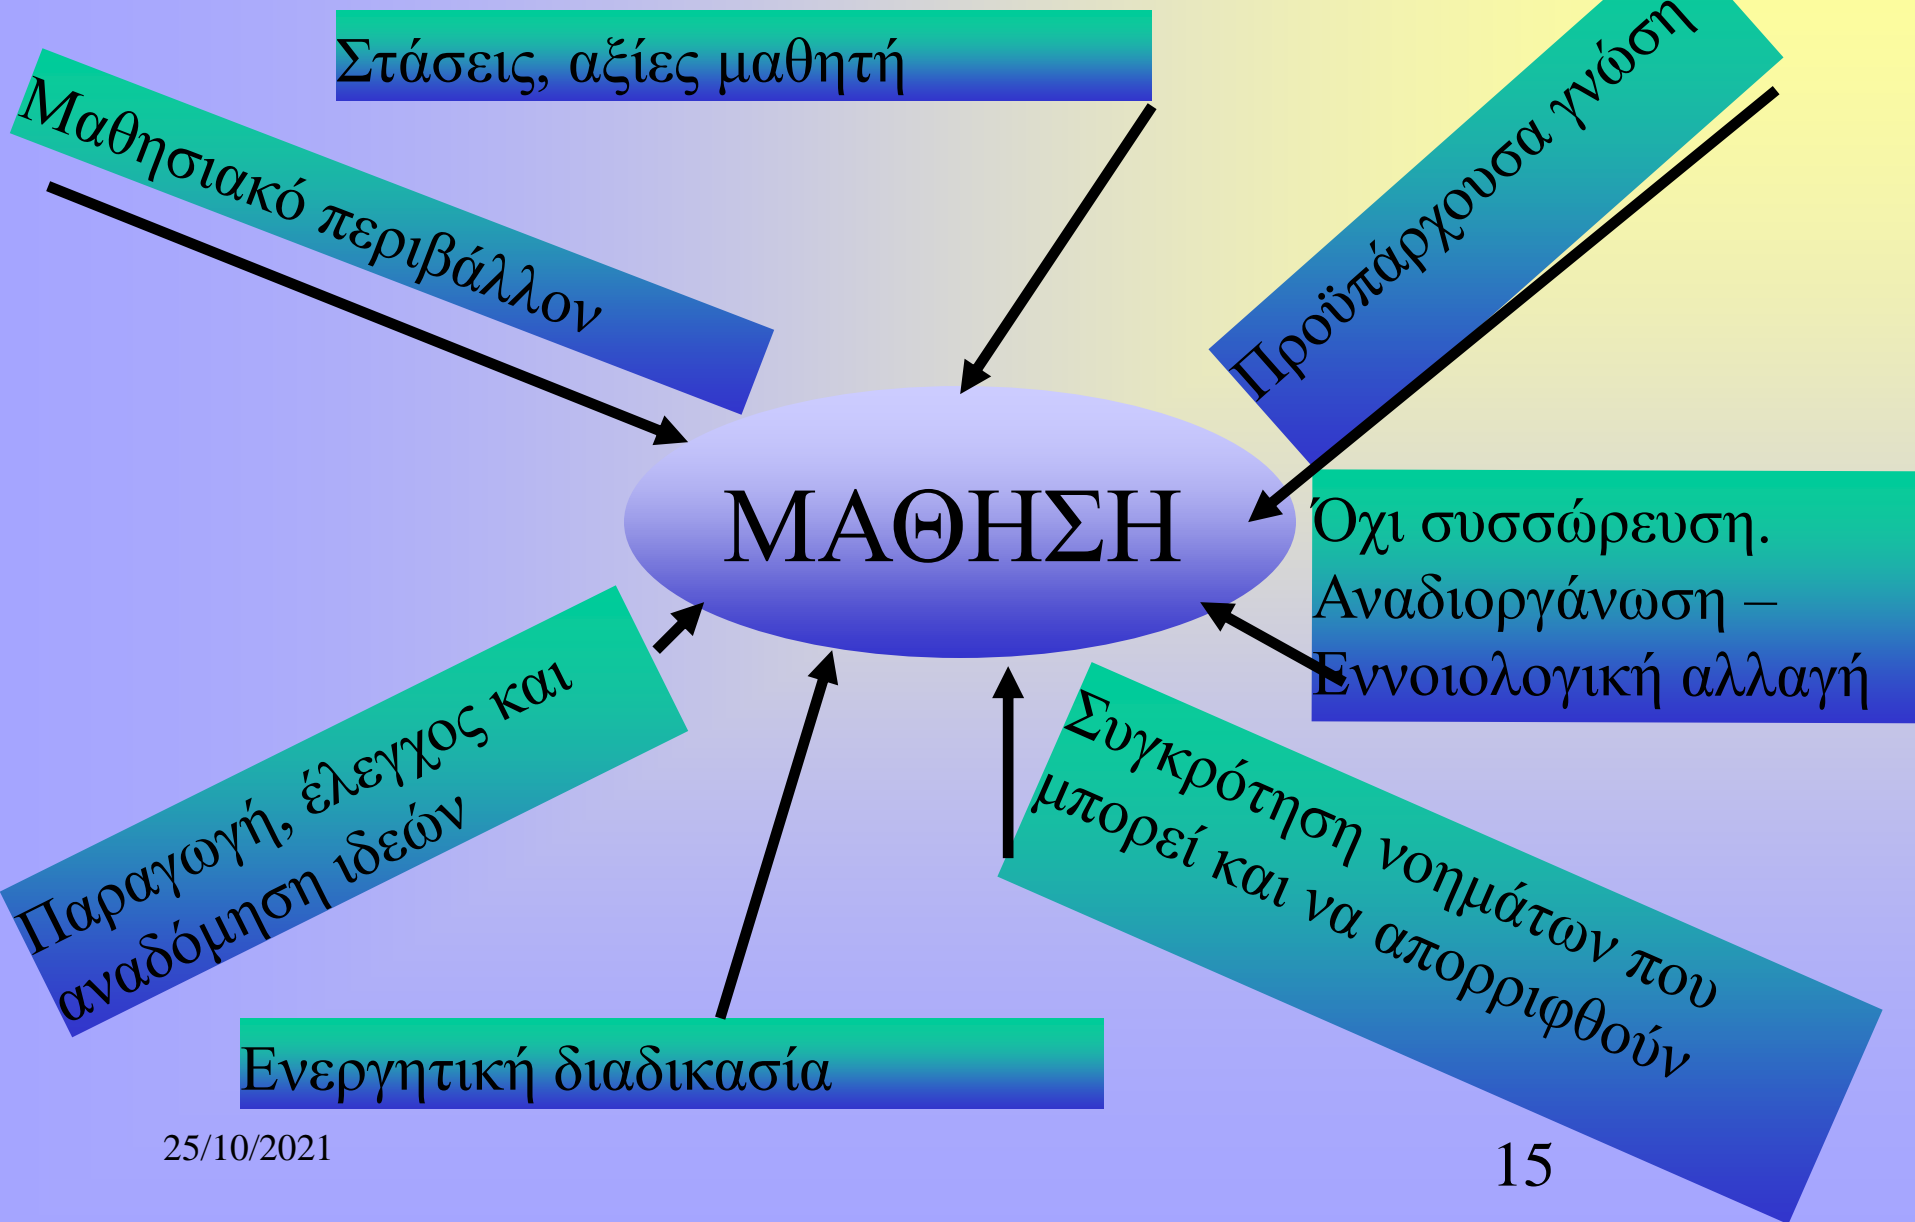 Στάσεις, αξίες μαθητή
Μαθησιακό περιβάλλον
Προϋπάρχουσα γνώση
ΜΑΘΗΣΗ
Όχι συσσώρευση.
Αναδιοργάνωση –
Εννοιολογική αλλαγή
Παραγωγή, έλεγχος και
αναδόμηση ιδεών
Συγκρότηση νοημάτων που
μπορεί και να απορριφθούν
Ενεργητική διαδικασία
25/10/2021
15